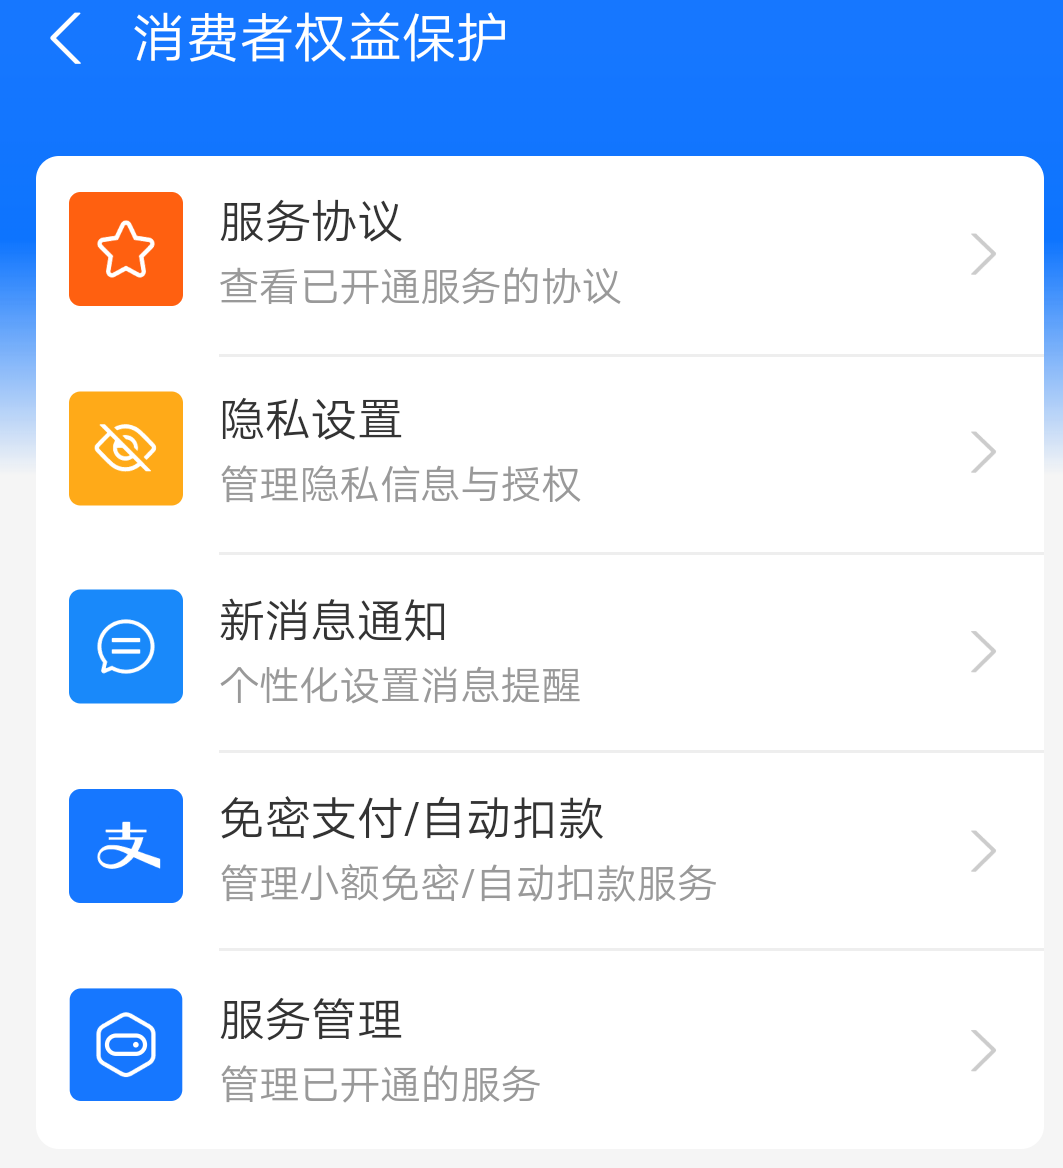 消费者权益保护
服务协议
查看已开通服务的协议
隐私设置
管理隐私信息与授权
新消息通知
个性化设置消息提醒
支
免密支付/自动扣款
管理小额免密/自动扣款服务
服务管理
管理已开通的服务